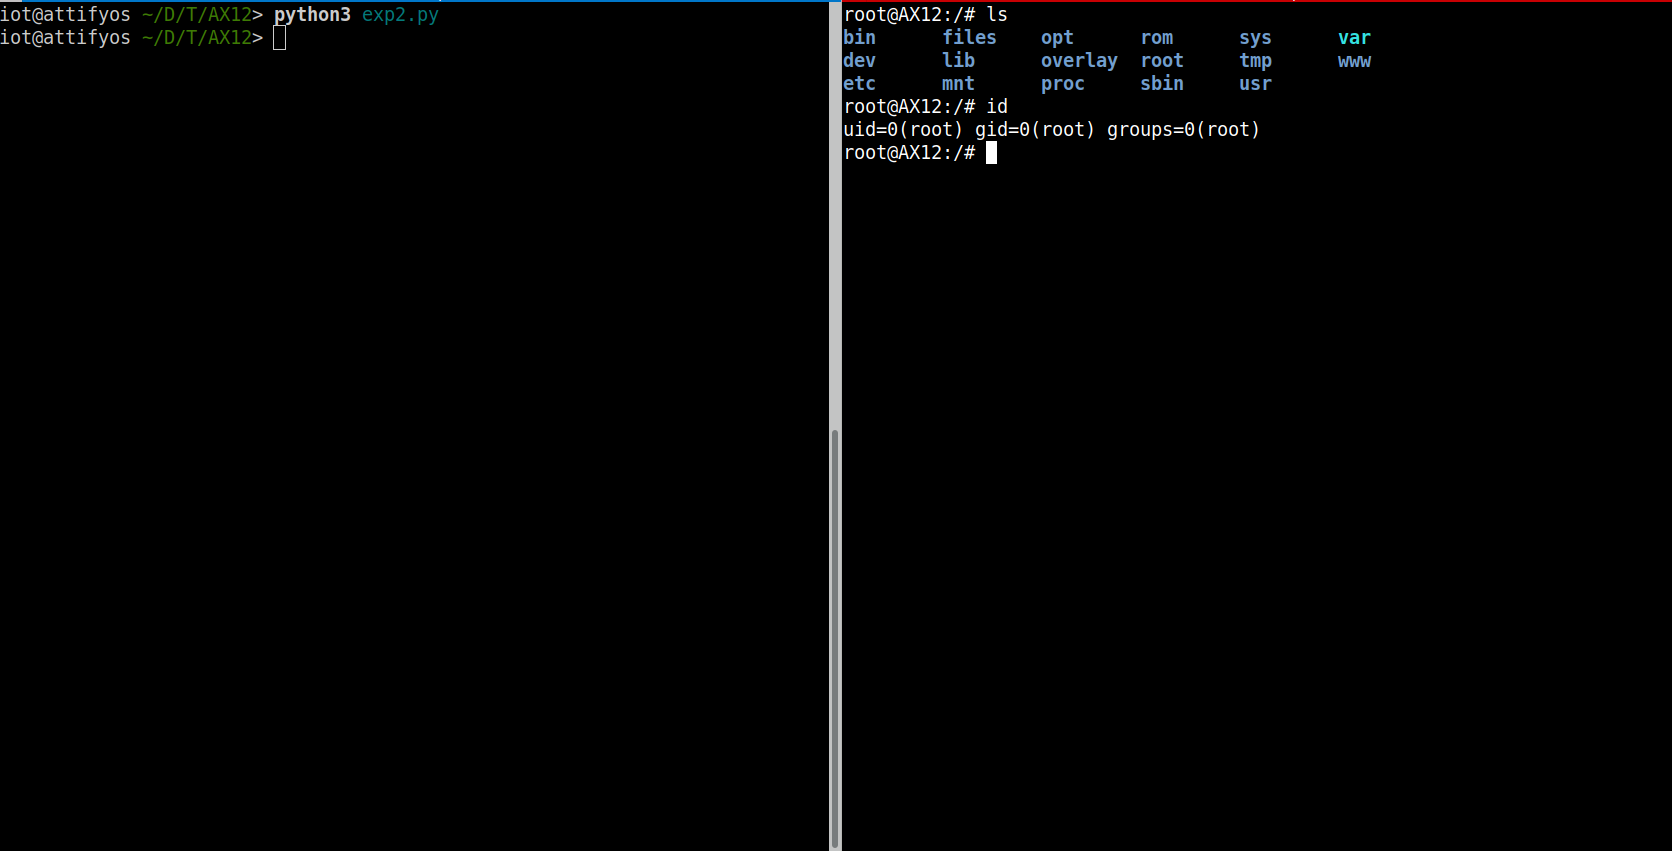 iot@attifyos ~/D/T/AX12> python3 exp2.py
iot@attifyos ~/D/T/AX12>
root@AX12:/# ls
bin files opt rom sys var
dev lib overlay root tmp www
etc mnt proc sbin usr
root@AX12:/# id
uid=0(root) gid=0(root) groups=0(root)
root@AX12:/#